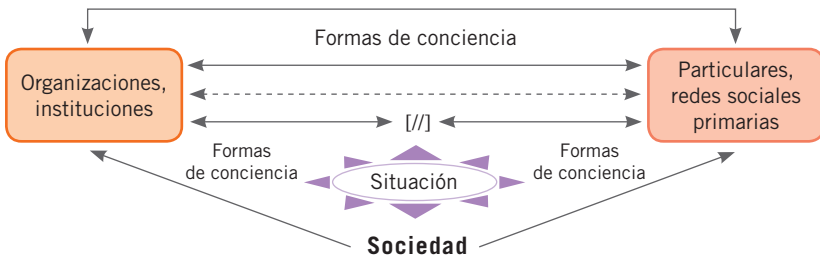 Formas de conciencia
Organizaciones,
instituciones
Particulares,
redes sociales
primarias
[//]
Formas
de conciencia
Situación
Formas
de conciencia
Sociedad